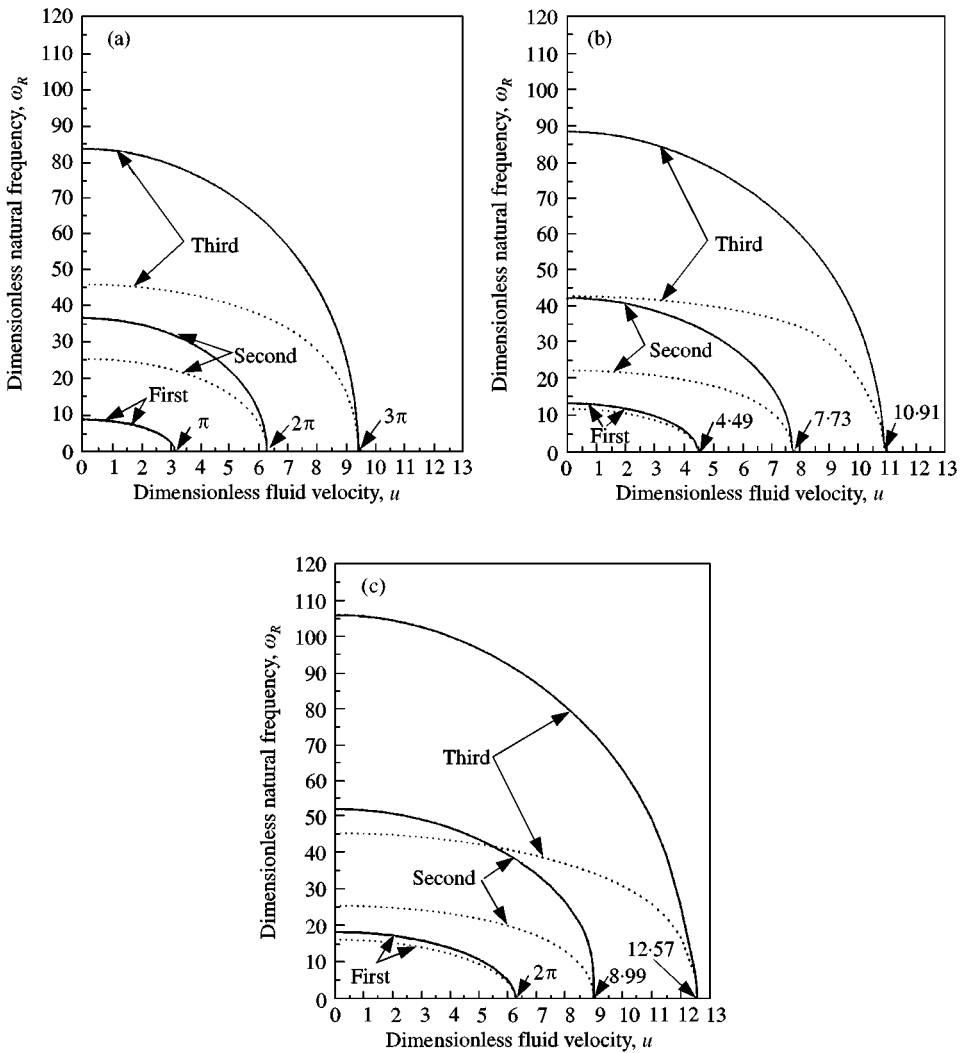 (a)
120
110
100
90
80
70
60
50
40
30
20
10
0
Dimensionless natural frequency, ωR
Third
Second
First
π
2π
3π
0 1 2 3 4 5 6 7 8 9 10 11 12 13
Dimensionless fluid velocity, u
(b)
120
110
100
90
80
70
60
50
40
30
20
10
0
Dimensionless natural frequency, ωR
Third
Second
First
4·49
7·73
10·91
0 1 2 3 4 5 6 7 8 9 10 11 12 13
Dimensionless fluid velocity, u
(c)
120
110
100
90
80
70
60
50
40
30
20
10
0
Dimensionless natural frequency, ωR
Third
Second
First
2π
8·99
12·57
0 1 2 3 4 5 6 7 8 9 10 11 12 13
Dimensionless fluid velocity, u